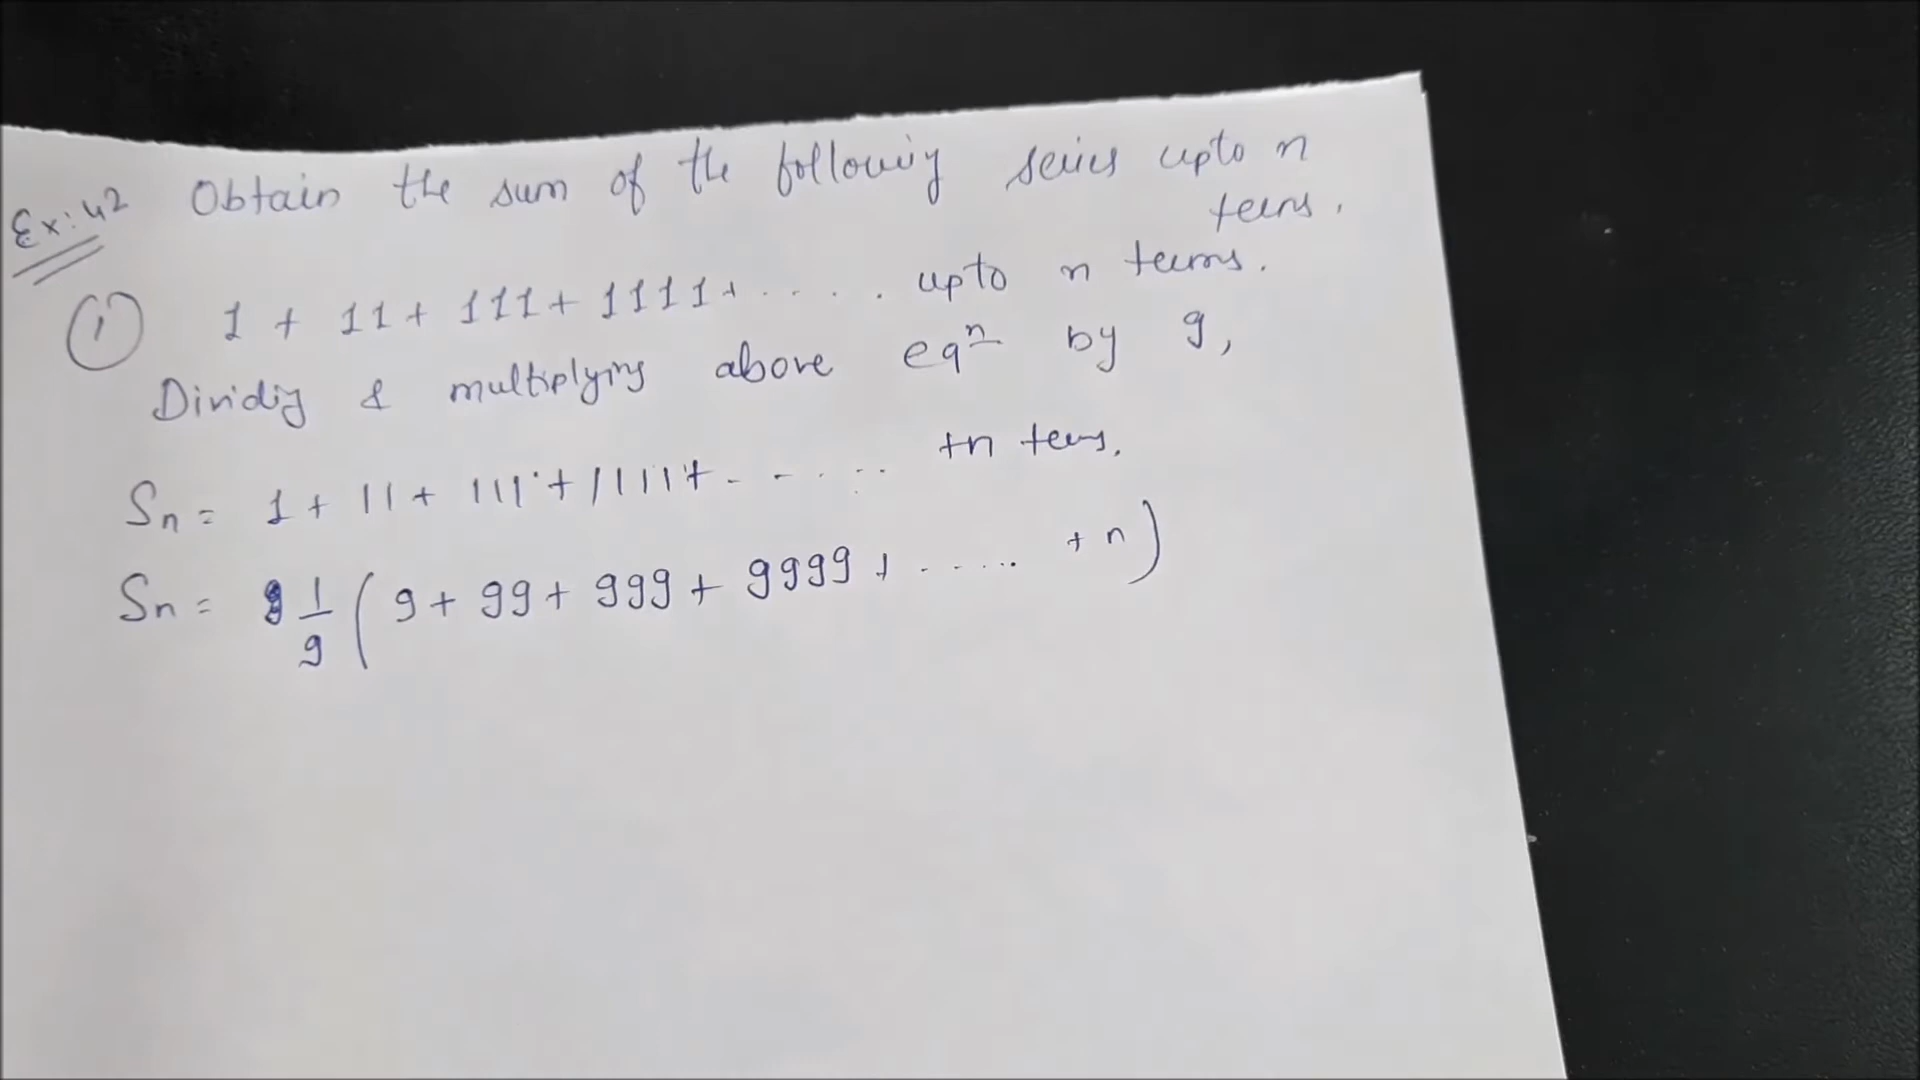 Ex:42 Obtain the sum of the following series upto n
terms.
(1) 1 + 11 + 111 + 1111 + ..... upto n terms.
Dividing & multiplying above eqⁿ by 9,
Sn = 1 + 11 + 111 + 1111 + ...... +n terms.
Sn = 1/9 (9 + 99 + 999 + 9999 + ..... + n)